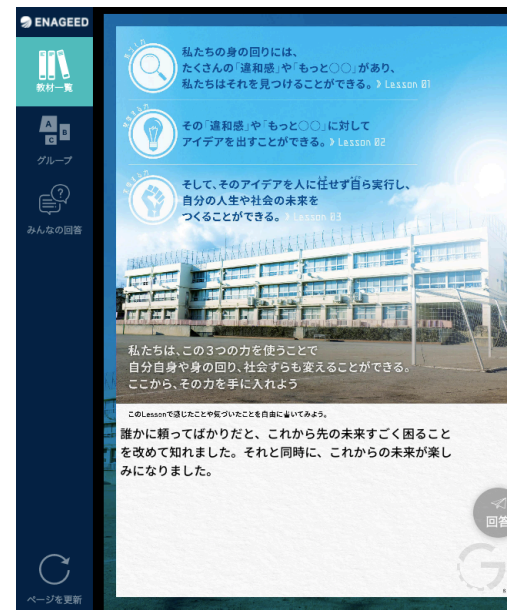 ENAGEED
教材一覧
グループ
みんなの回答
ページを更新
私たちの身の回りには、
たくさんの「違和感」や「もっと○○」があり、
私たちはそれを見つけることができる。 》Lesson 01
その「違和感」や「もっと○○」に対して
アイデアを出すことができる。 》Lesson 02
そして、そのアイデアを人に任せず自ら実行し、
自分の人生や社会の未来を
つくることができる。 》Lesson 03
私たちは、この3つの力を使うことで
自分自身や身の回り、社会すらも変えることができる。
ここから、その力を手に入れよう
このLessonで感じたことや気づいたことを自由に書いてみよう。
誰かに頼ってばかりだと、これから先の未来すごく困ること
を改めて知れました。それと同時に、これからの未来が楽し
みになりました。
回答